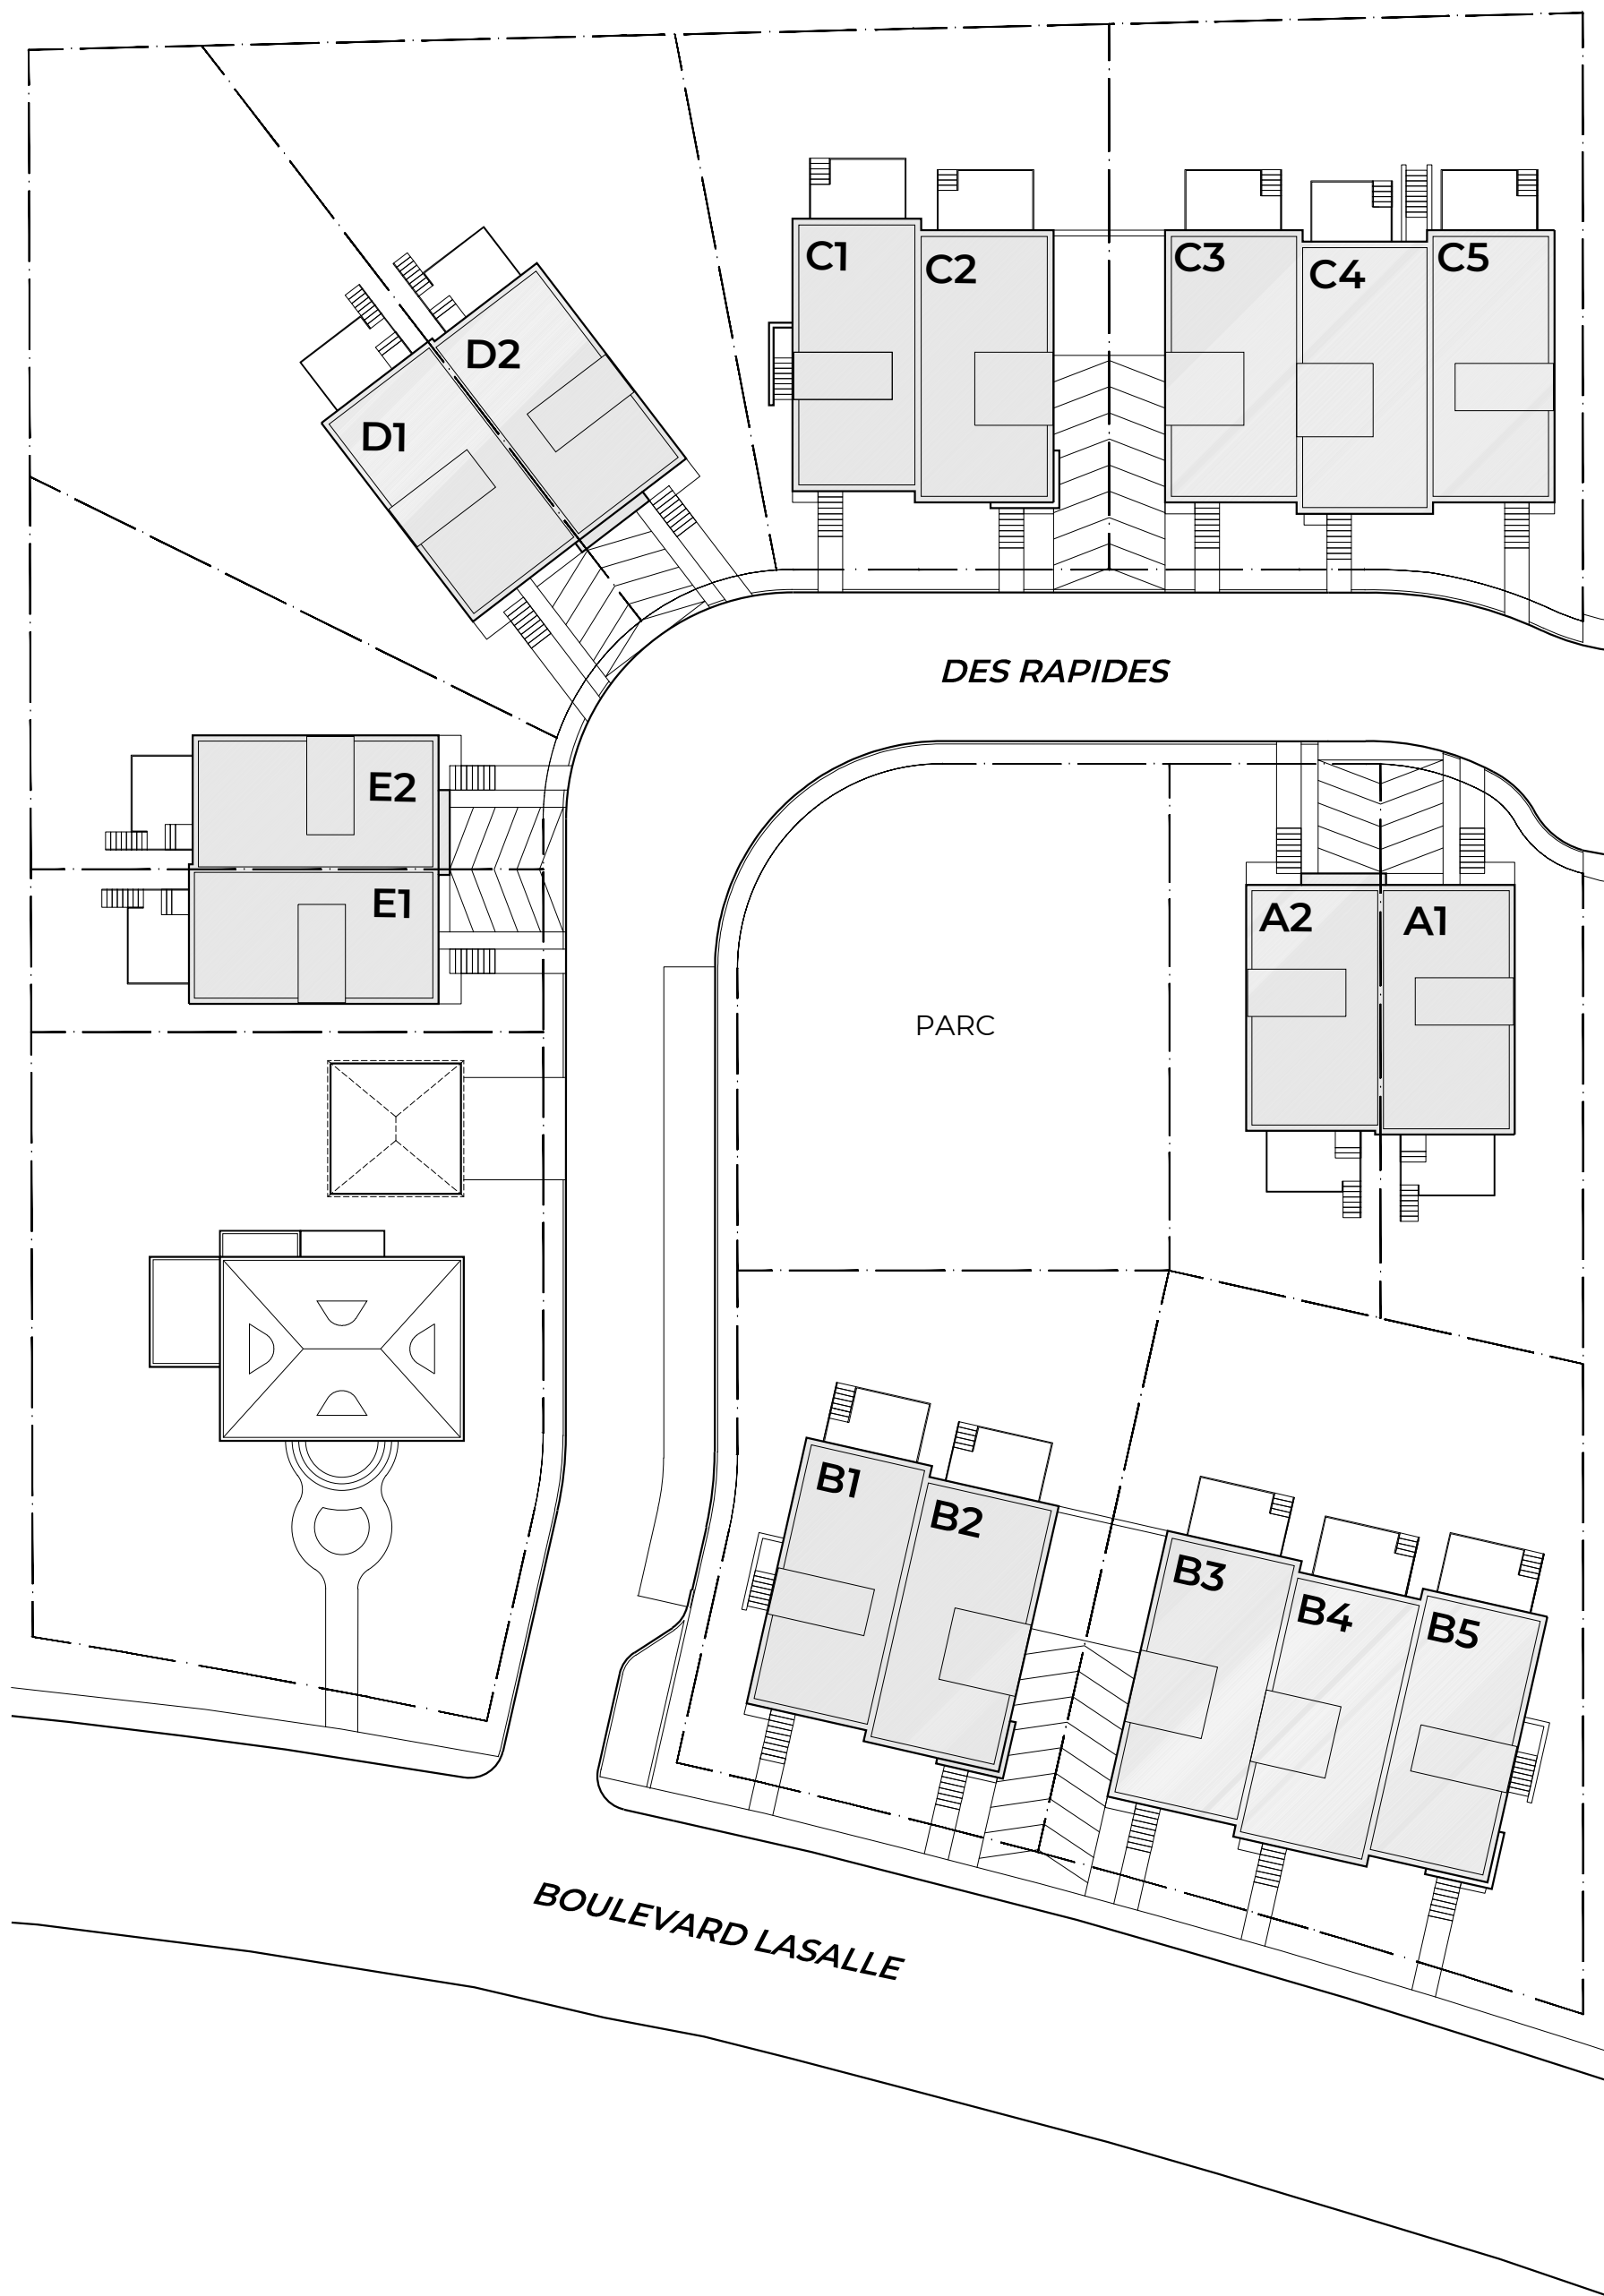 C1
C2
C3
C4
C5
D2
D1
DES RAPIDES
E2
E1
A2
A1
PARC
B1
B2
B3
B4
B5
BOULEVARD LASALLE